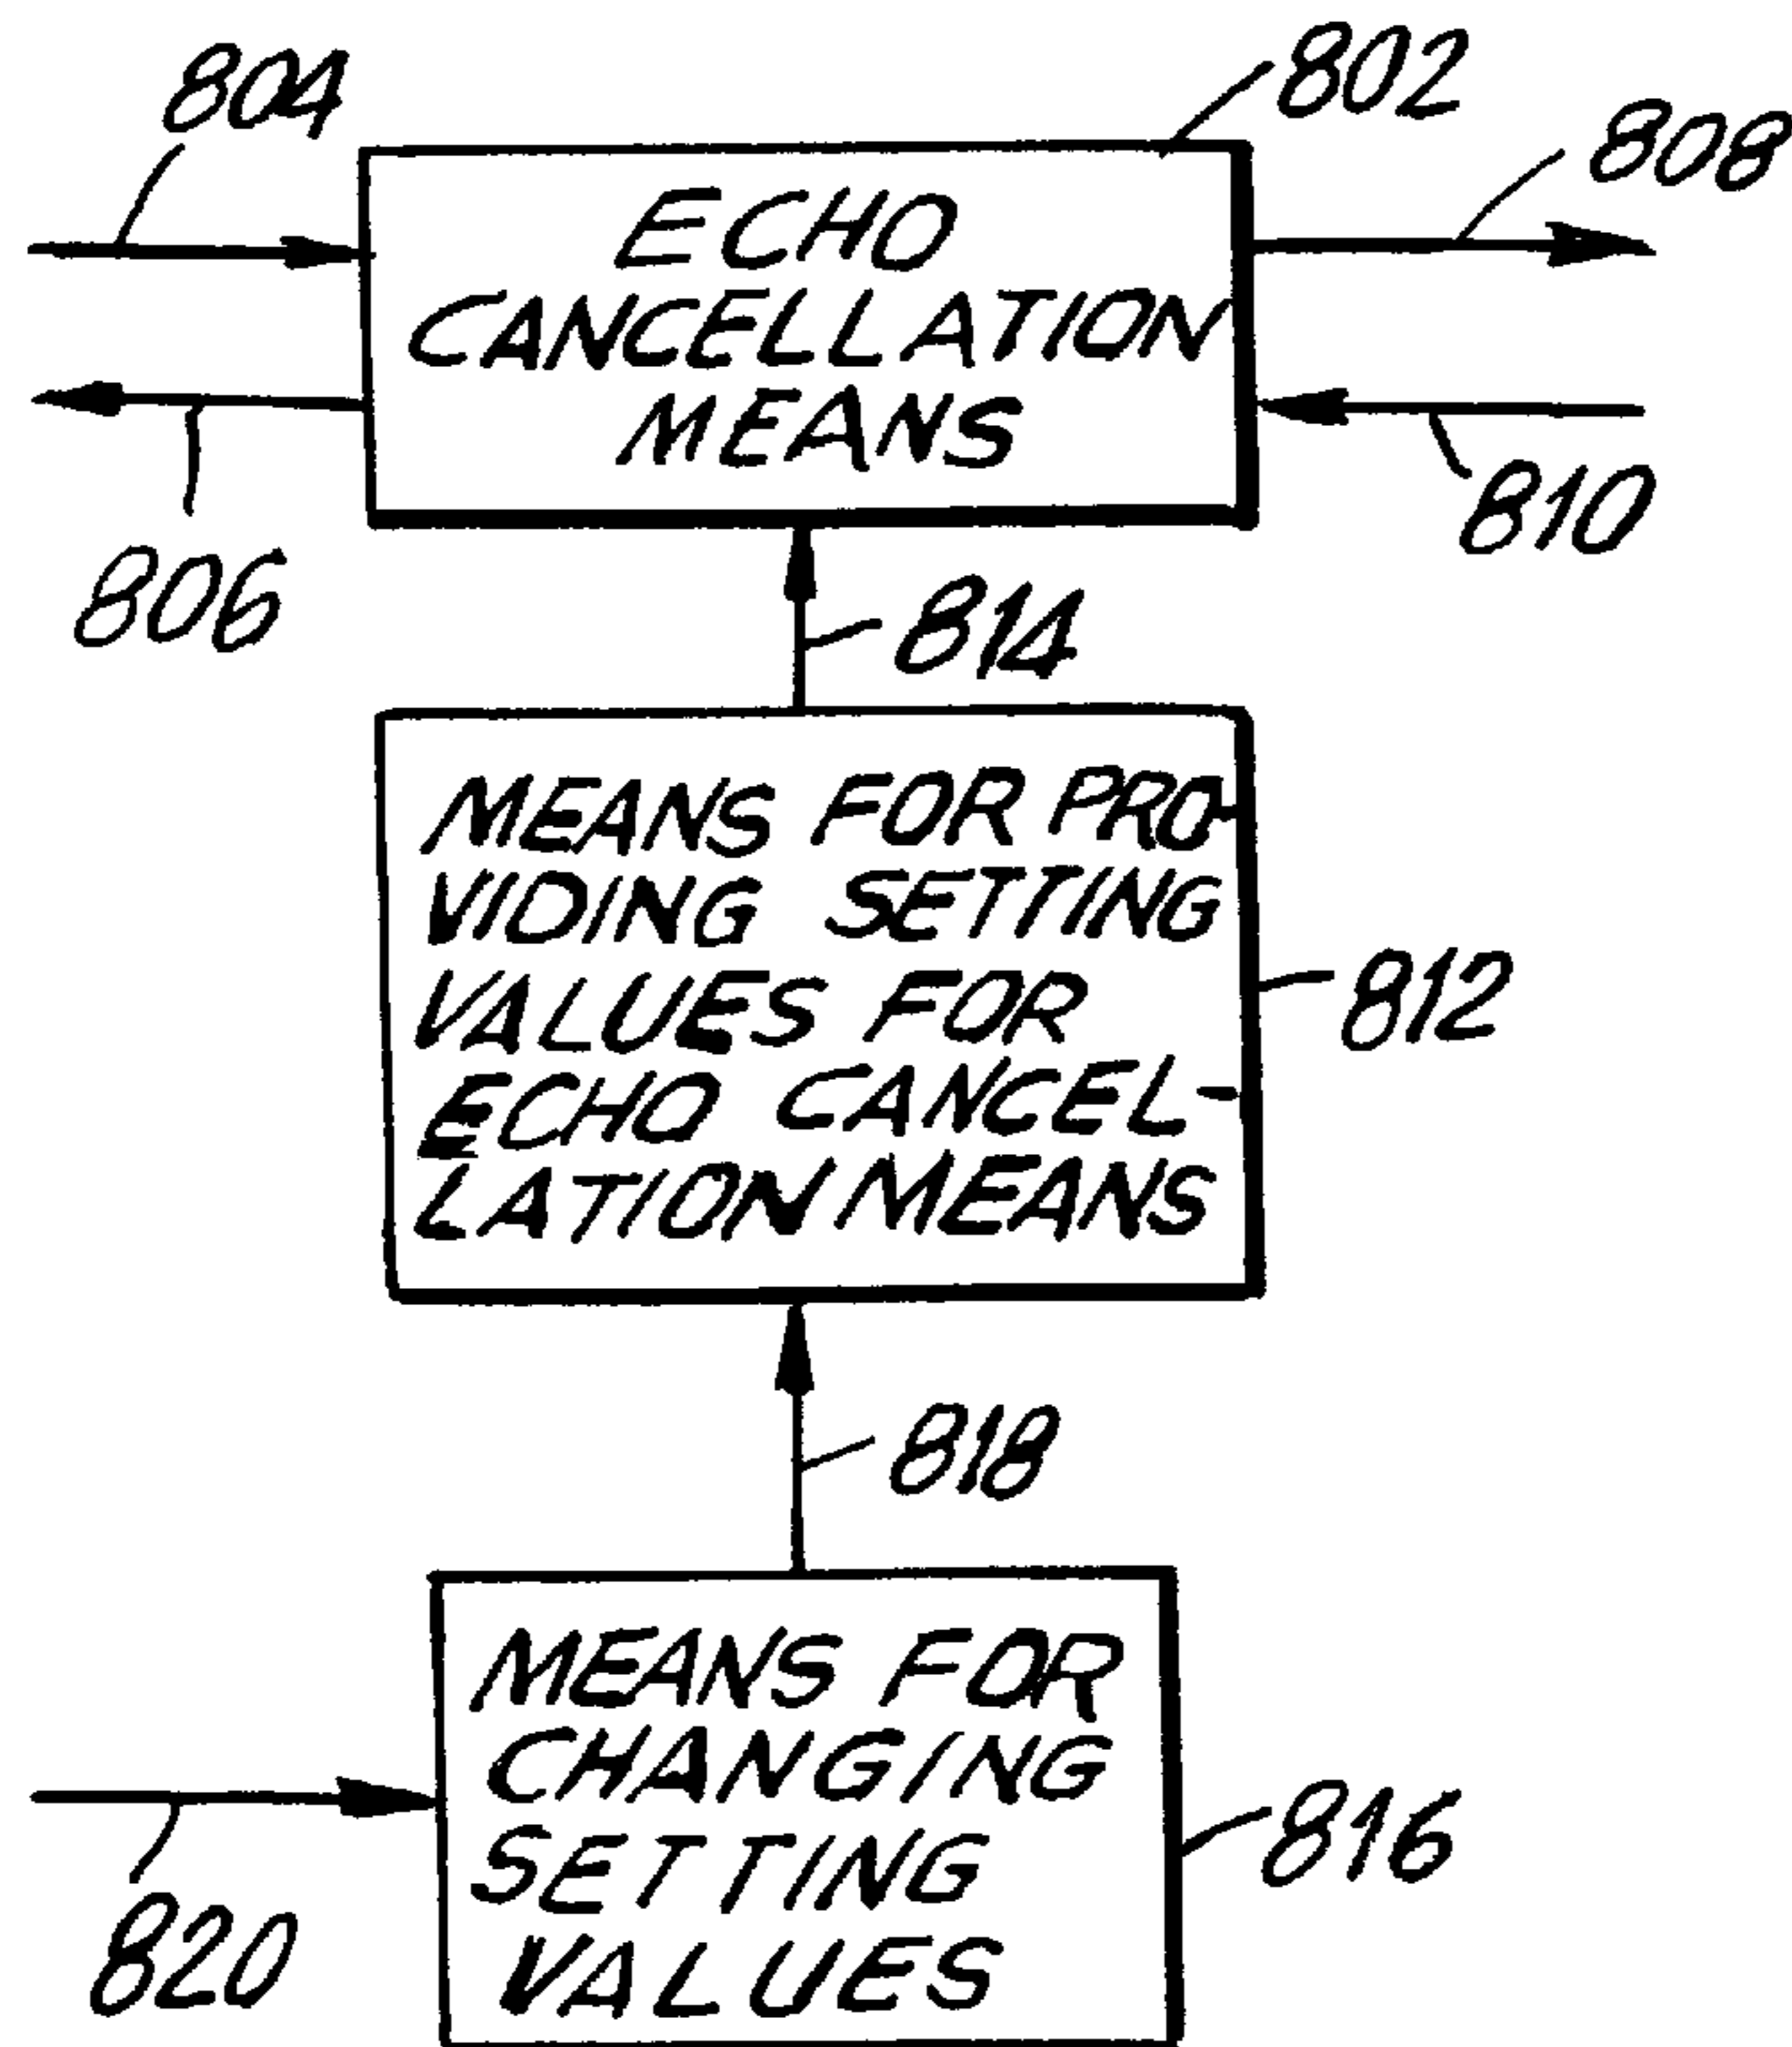 804
802
808
ECHO
CANCELLATION
MEANS
806
810
814
MEANS FOR PRO-
VIDING SETTING
VALUES FOR
ECHO CANCEL-
LATION MEANS
812
818
MEANS FOR
CHANGING
SETTING
VALUES
816
820